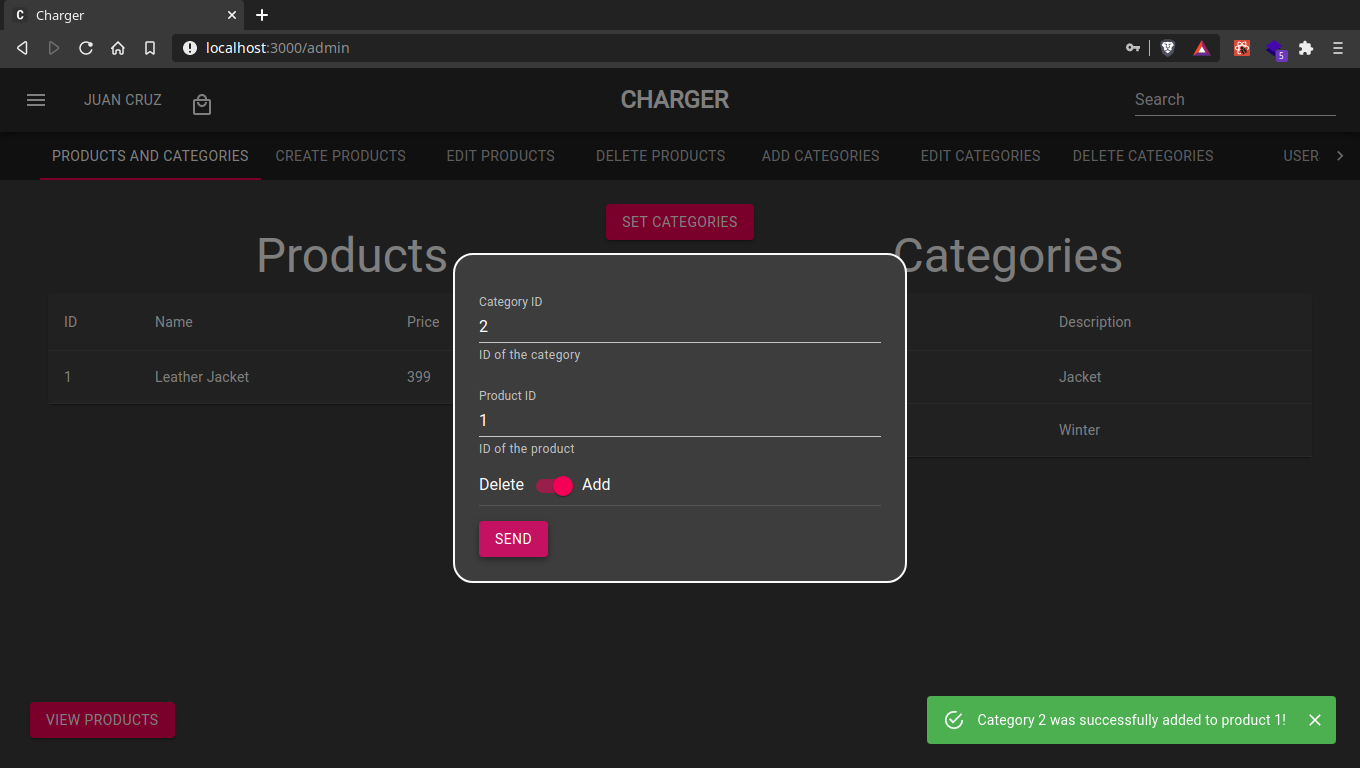 C Charger
localhost:3000/admin
5
JUAN CRUZ
CHARGER
Search
PRODUCTS AND CATEGORIES CREATE PRODUCTS EDIT PRODUCTS DELETE PRODUCTS ADD CATEGORIES EDIT CATEGORIES DELETE CATEGORIES USER
SET CATEGORIES
Products
Categories
ID Name Price
Description
1 Leather Jacket 399
Jacket
Winter
Category ID
2
ID of the category
Product ID
1
ID of the product
Delete Add
SEND
VIEW PRODUCTS
Category 2 was successfully added to product 1!